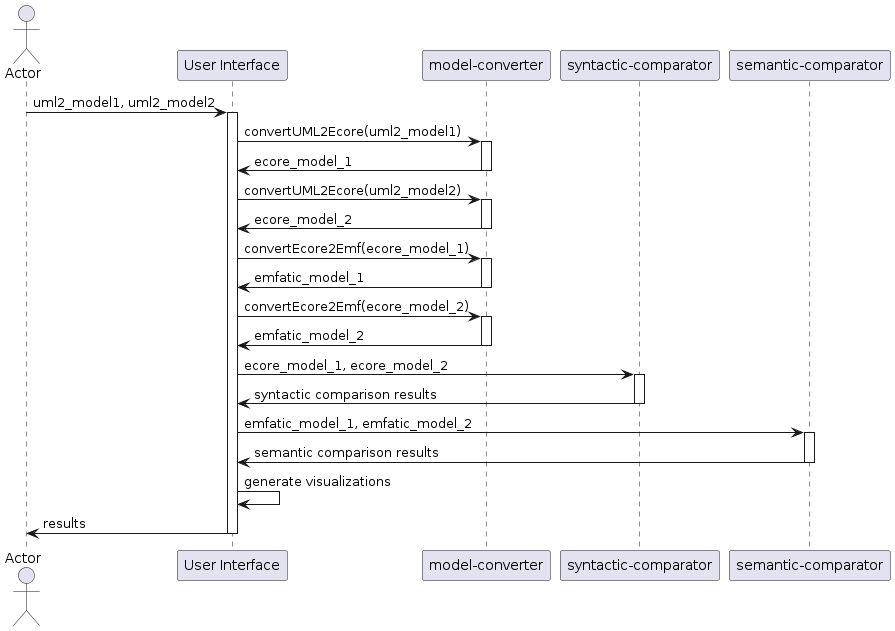 Actor
User Interface
model-converter
syntactic-comparator
semantic-comparator
uml2_model1, uml2_model2
convertUML2Ecore(uml2_model1)
ecore_model_1
convertUML2Ecore(uml2_model2)
ecore_model_2
convertEcore2Emf(ecore_model_1)
emfatic_model_1
convertEcore2Emf(ecore_model_2)
emfatic_model_2
ecore_model_1, ecore_model_2
syntactic comparison results
emfatic_model_1, emfatic_model_2
semantic comparison results
generate visualizations
results
Actor
User Interface
model-converter
syntactic-comparator
semantic-comparator